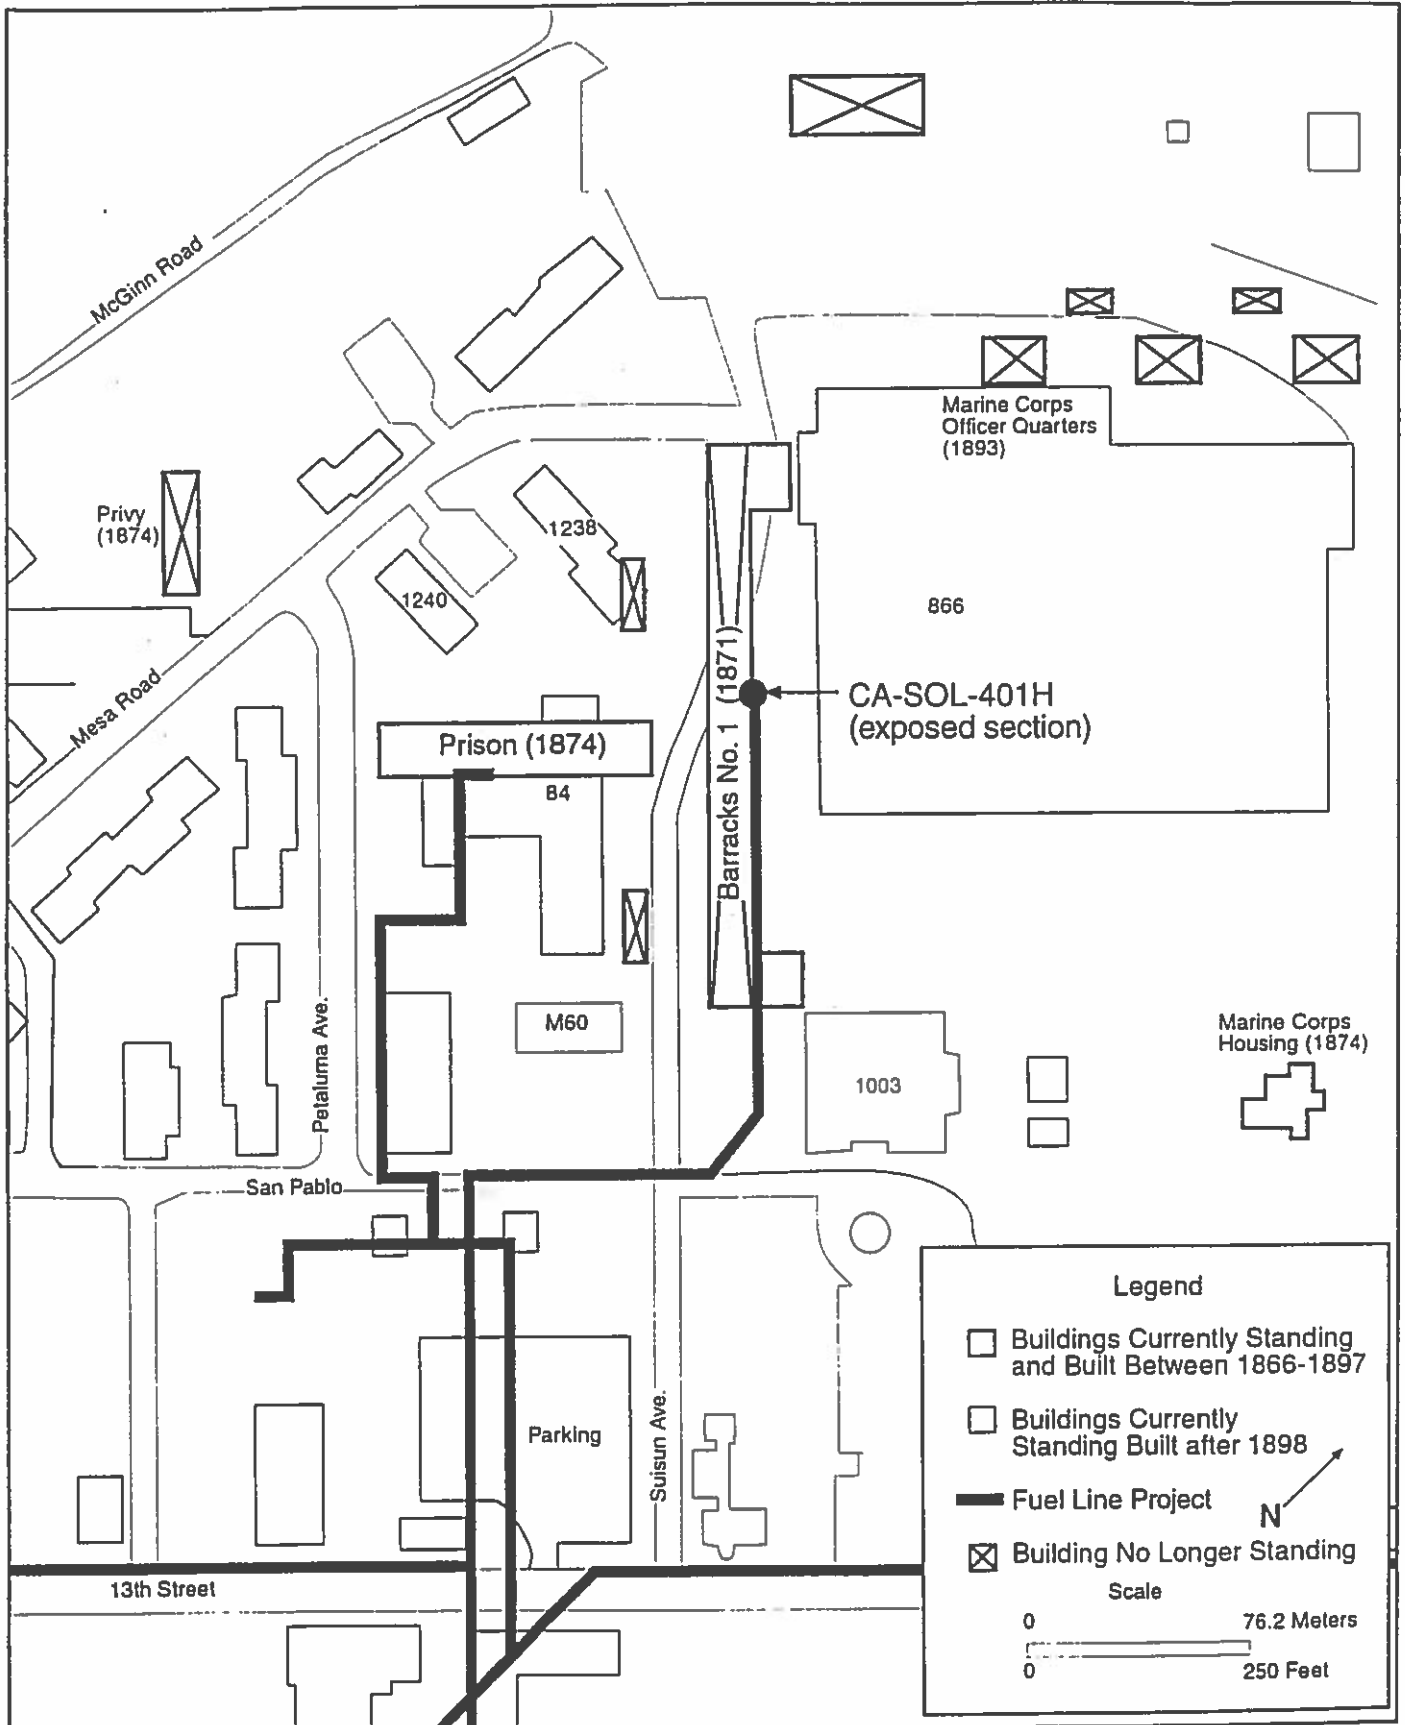 McGinn Road
Marine Corps
Officer Quarters
(1893)
Privy
(1874)
1238
1240
866
Mesa Road
Barracks No. 1 (1871)
CA-SOL-401H
(exposed section)
Prison (1874)
84
M60
Petaluma Ave.
1003
Marine Corps
Housing (1874)
San Pablo
Parking
Suisun Ave.
13th Street
Legend
Buildings Currently Standing
and Built Between 1866-1897
Buildings Currently
Standing Built after 1898
Fuel Line Project
N
Building No Longer Standing
Scale
0 76.2 Meters
0 250 Feet